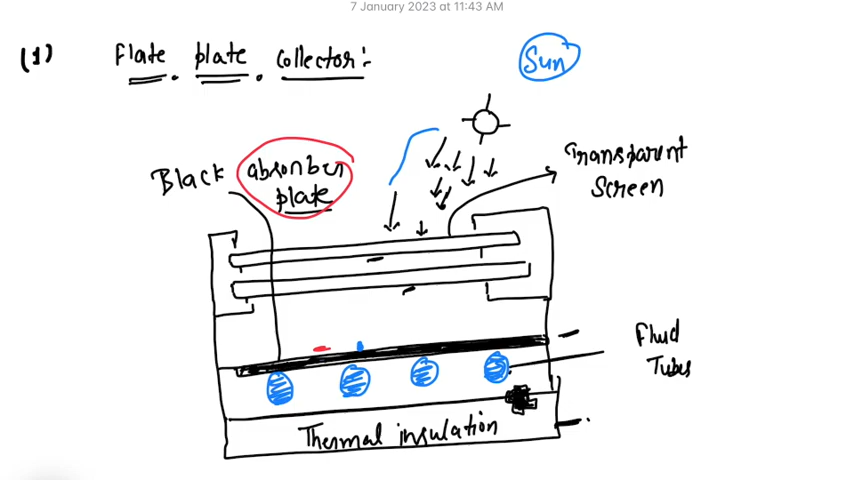 7 January 2023 at 11:43 AM
(1) Flate plate collector:-
Sun
Black absorber plate
Transparent
Screen
Fluid
Tubes
Thermal insulation